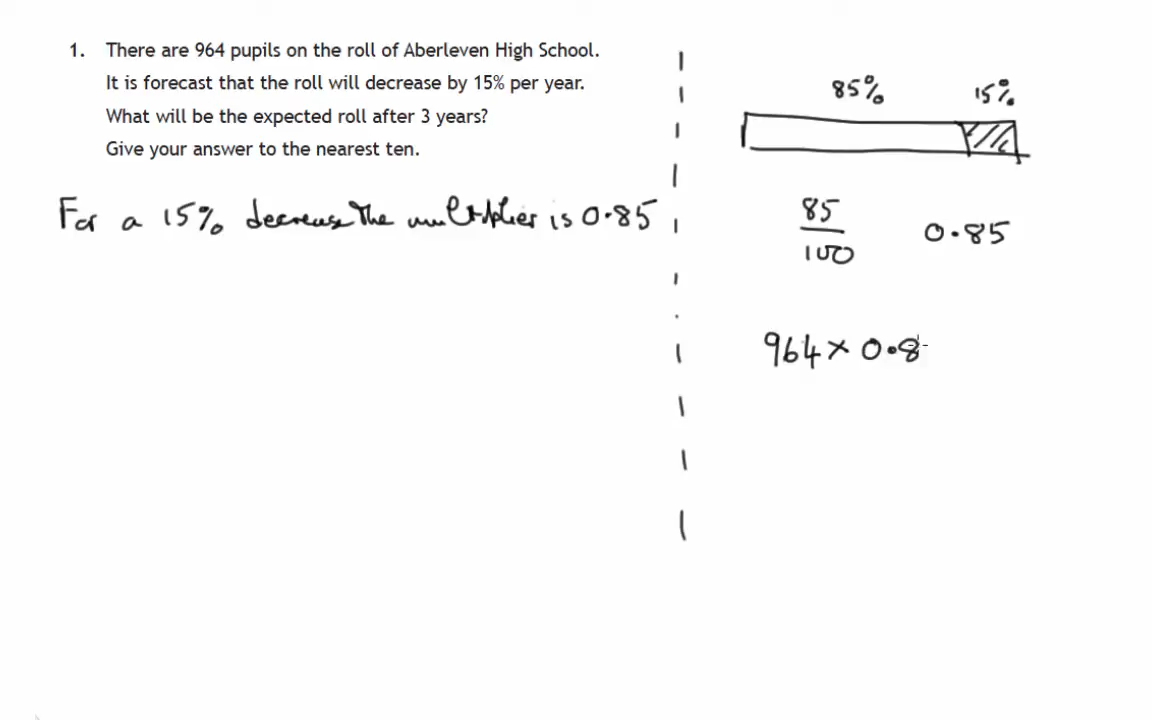 1. There are 964 pupils on the roll of Aberleven High School.
It is forecast that the roll will decrease by 15% per year.
What will be the expected roll after 3 years?
Give your answer to the nearest ten.
For a 15% decrease the multiplier is 0.85
85% 15%
85
100
0.85
964 × 0.8